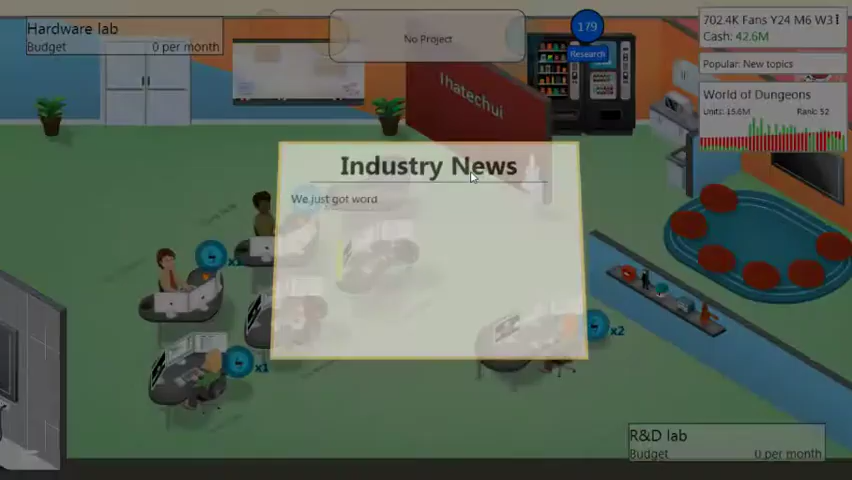 Hardware lab
Budget 0 per month
No Project
179
Research
702.4K Fans Y24 M6 W3
Cash: 42.6M
Popular: New topics
World of Dungeons
Units: 15.6M Rank: 52
Ihatechui
Industry News
We just got word
x1
x2
R&D lab
Budget 0 per month